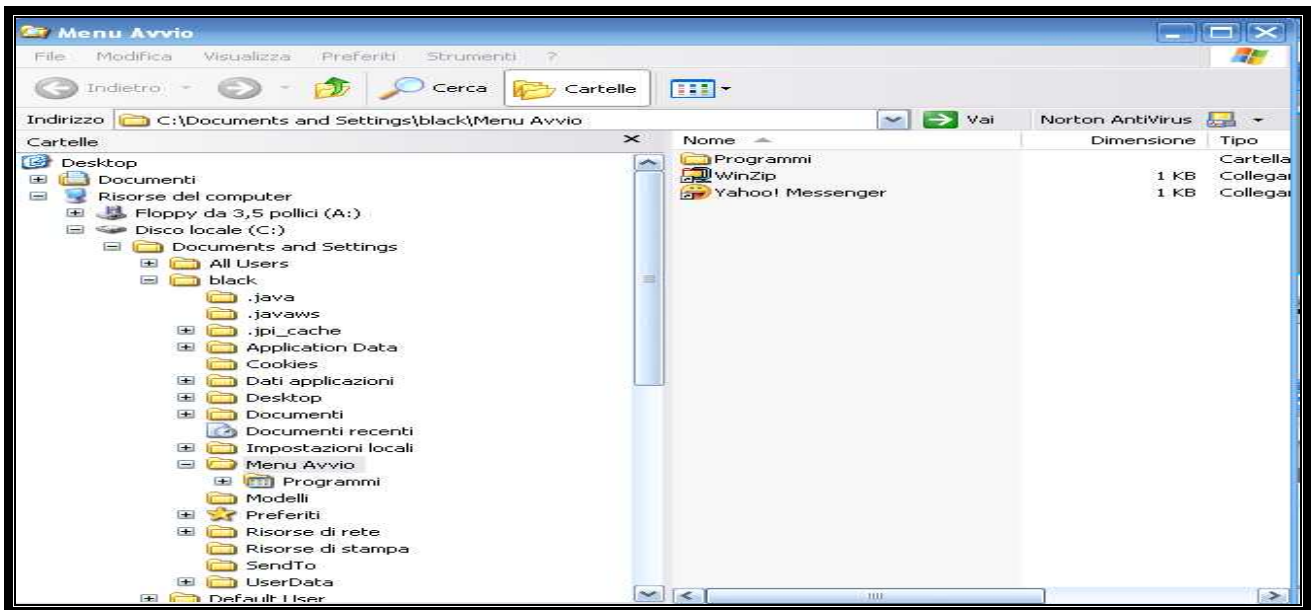 Menu Avvio
File Modifica Visualizza Preferiti Strumenti ?
Indietro Cerca Cartelle
Indirizzo C:\Documents and Settings\black\Menu Avvio Vai Norton AntiVirus
Cartelle
Desktop
Documenti
Risorse del computer
Floppy da 3,5 pollici (A:)
Disco locale (C:)
Documents and Settings
All Users
black
.java
.javaws
.jpi_cache
Application Data
Cookies
Dati applicazioni
Desktop
Documenti
Documenti recenti
Impostazioni locali
Menu Avvio
Programmi
Modelli
Preferiti
Risorse di rete
Risorse di stampa
SendTo
UserData
Default User
Nome Dimensione Tipo
Programmi Cartella
WinZip 1 KB Collegar
Yahoo! Messenger 1 KB Collegar